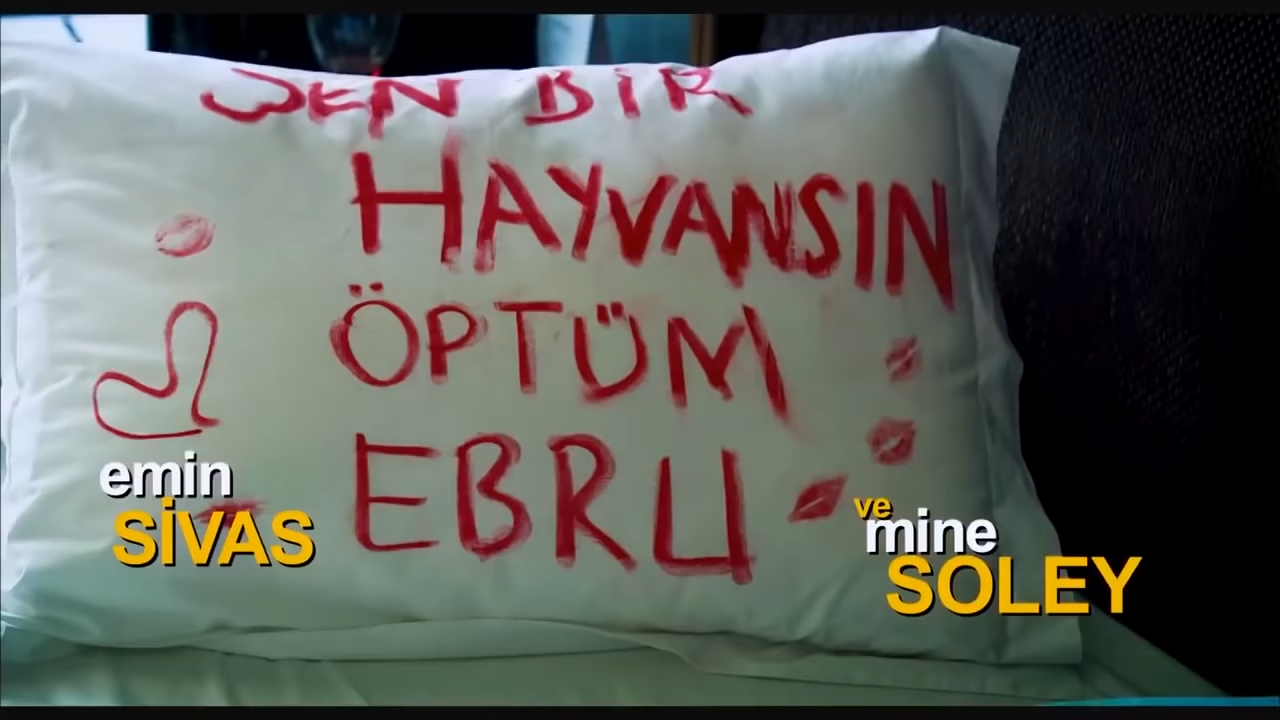 SEN BİR
HAYVANSIN
ÖPTÜM
EBRU
emin
SİVAS
ve
mine
SOLEY